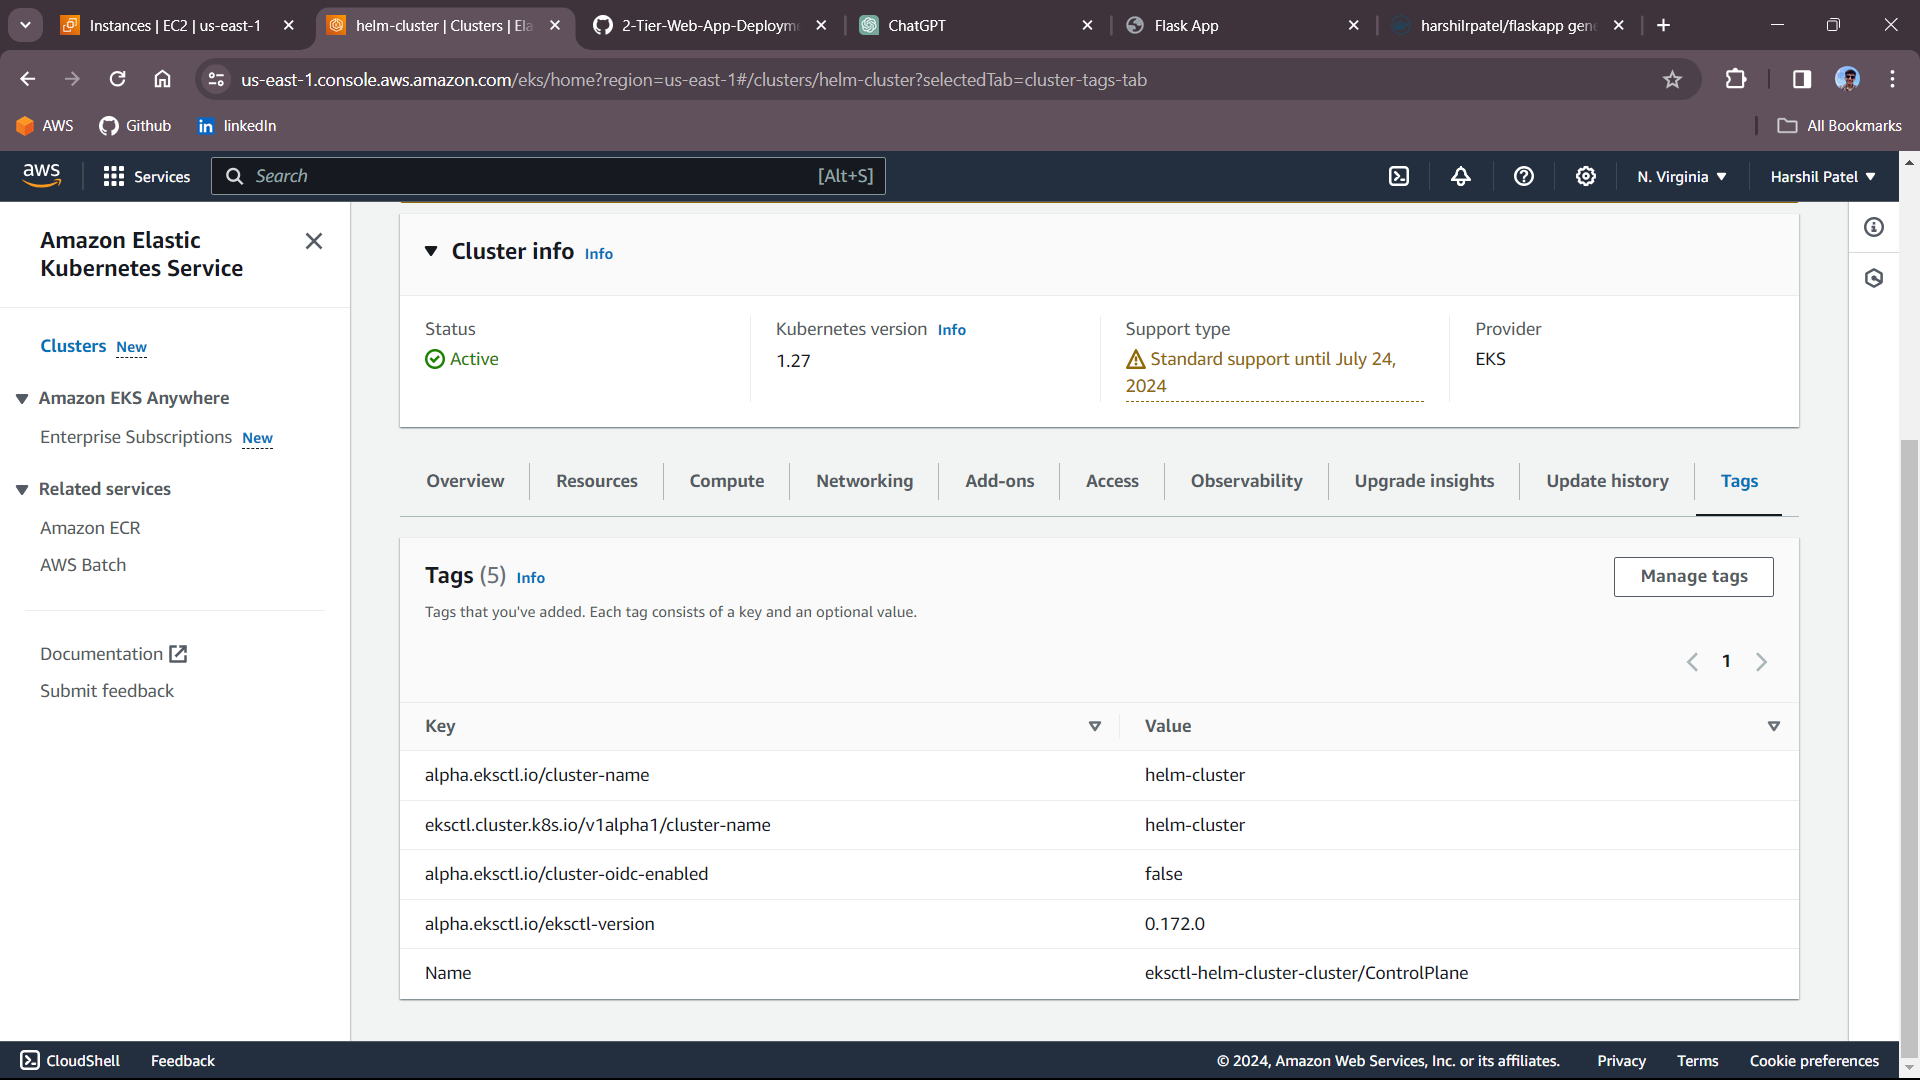 Instances | EC2 | us-east-1
helm-cluster | Clusters | Ela
2-Tier-Web-App-Deployme
ChatGPT
Flask App
harshilrpatel/flaskapp gene
us-east-1.console.aws.amazon.com/eks/home?region=us-east-1#/clusters/helm-cluster?selectedTab=cluster-tags-tab
AWS
Github
in linkedIn
All Bookmarks
aws
Services
Search
[Alt+S]
N. Virginia
Harshil Patel
Amazon Elastic
Kubernetes Service
Clusters New
Amazon EKS Anywhere
Enterprise Subscriptions New
Related services
Amazon ECR
AWS Batch
Documentation
Submit feedback
Cluster info Info
Status
Active
Kubernetes version Info
1.27
Support type
Standard support until July 24,
2024
Provider
EKS
Overview
Resources
Compute
Networking
Add-ons
Access
Observability
Upgrade insights
Update history
Tags
Tags (5) Info
Manage tags
Tags that you've added. Each tag consists of a key and an optional value.
1
Key Value
alpha.eksctl.io/cluster-name helm-cluster
eksctl.cluster.k8s.io/v1alpha1/cluster-name helm-cluster
alpha.eksctl.io/cluster-oidc-enabled false
alpha.eksctl.io/eksctl-version 0.172.0
Name eksctl-helm-cluster-cluster/ControlPlane
CloudShell
Feedback
© 2024, Amazon Web Services, Inc. or its affiliates.
Privacy
Terms
Cookie preferences